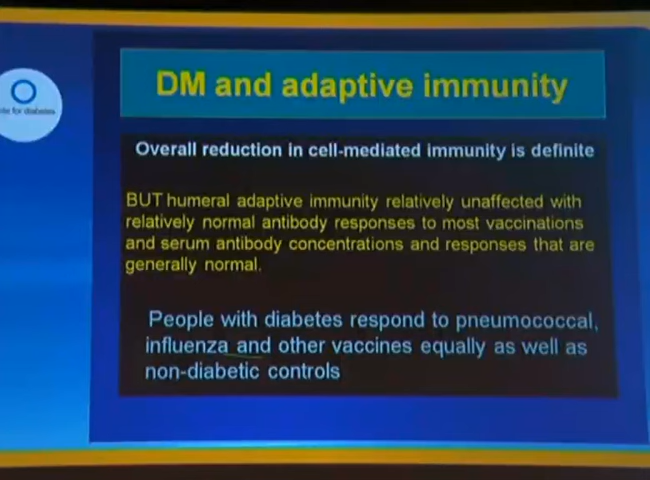 DM and adaptive immunity
for diabetes
Overall reduction in cell-mediated immunity is definite
BUT humeral adaptive immunity relatively unaffected with
relatively normal antibody responses to most vaccinations
and serum antibody concentrations and responses that are
generally normal.
People with diabetes respond to pneumococcal,
influenza and other vaccines equally as well as
non-diabetic controls